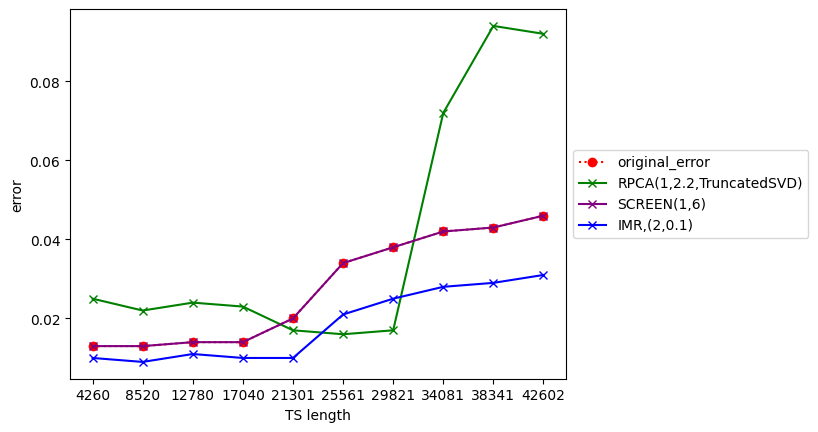 0.08
0.06
0.04
0.02
error
4260 8520 12780 17040 21301 25561 29821 34081 38341 42602
TS length
original_error
RPCA(1,2.2,TruncatedSVD)
SCREEN(1,6)
IMR,(2,0.1)